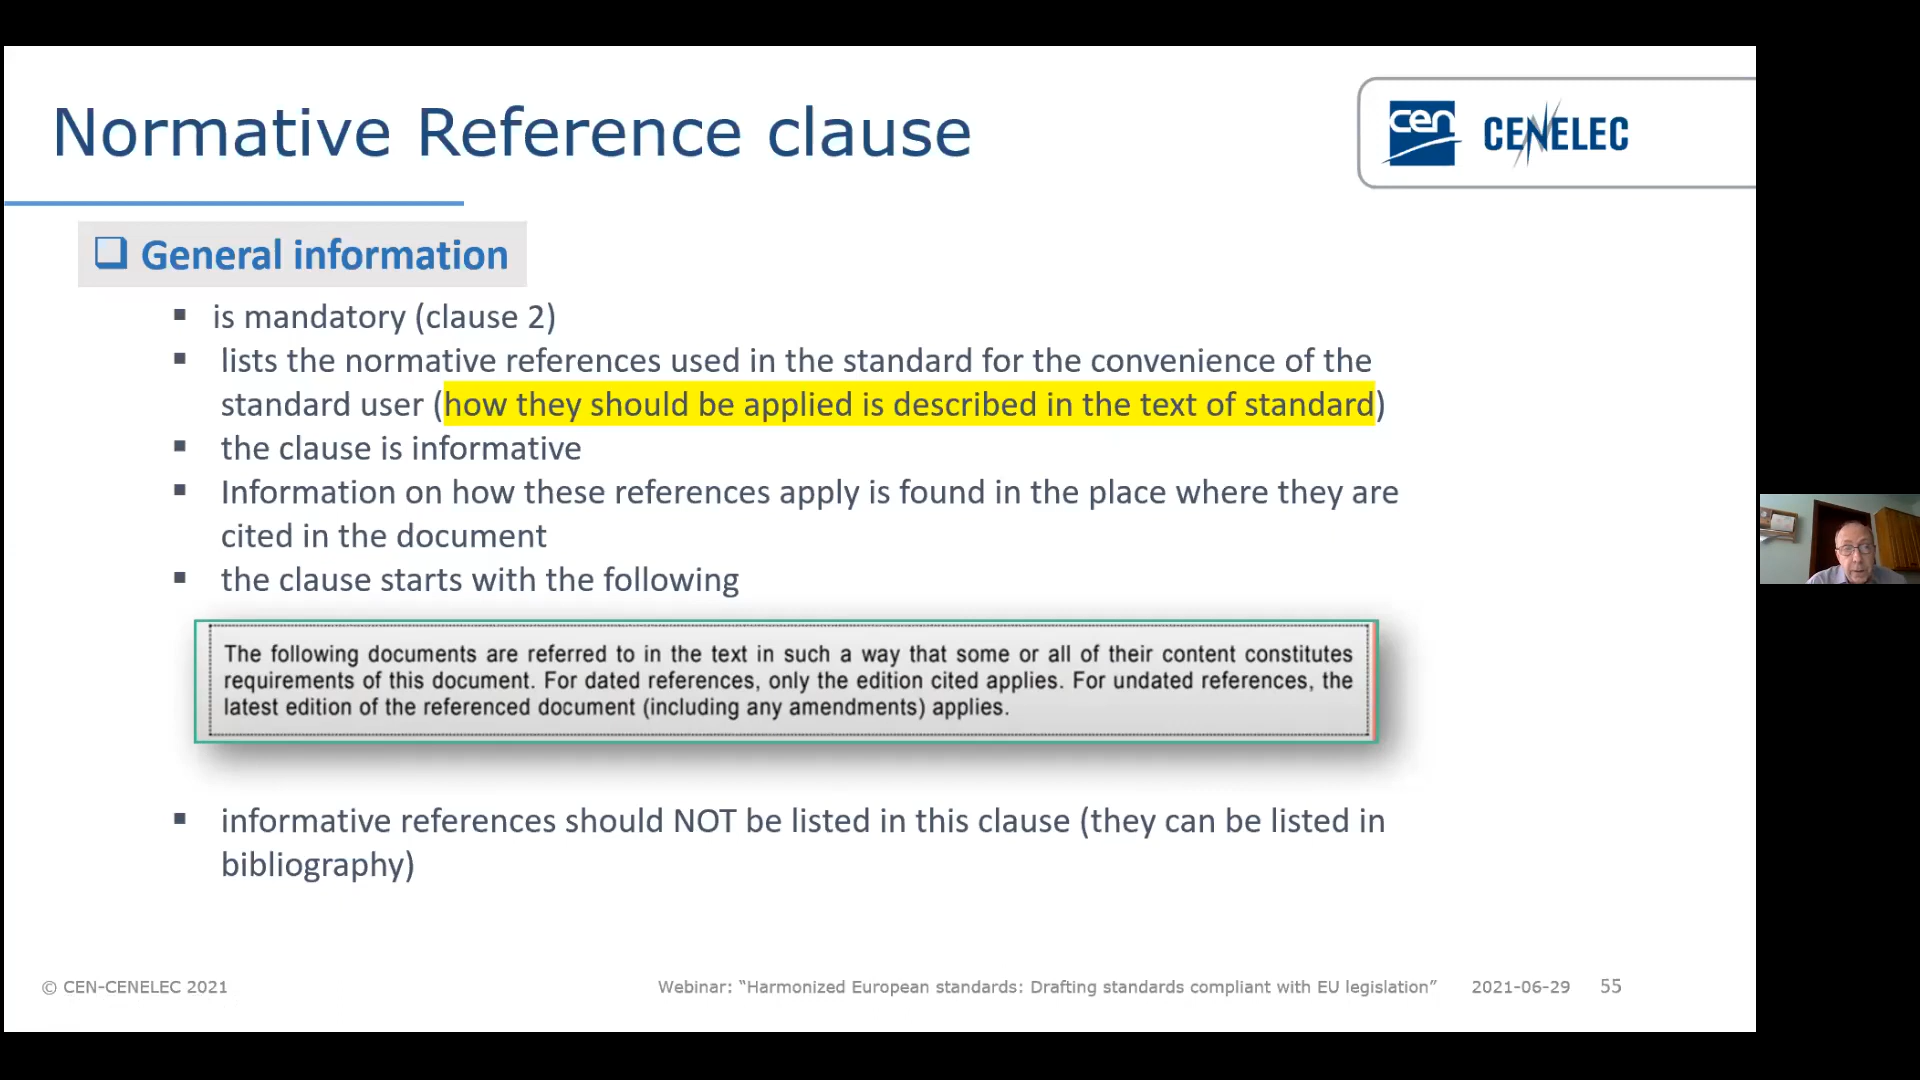 Normative Reference clause
cen
CENELEC
General information
is mandatory (clause 2)
lists the normative references used in the standard for the convenience of the
standard user (how they should be applied is described in the text of standard)
the clause is informative
Information on how these references apply is found in the place where they are
cited in the document
the clause starts with the following
The following documents are referred to in the text in such a way that some or all of their content constitutes
requirements of this document. For dated references, only the edition cited applies. For undated references, the
latest edition of the referenced document (including any amendments) applies.
informative references should NOT be listed in this clause (they can be listed in
bibliography)
© CEN-CENELEC 2021
Webinar: “Harmonized European standards: Drafting standards compliant with EU legislation”
2021-06-29
55